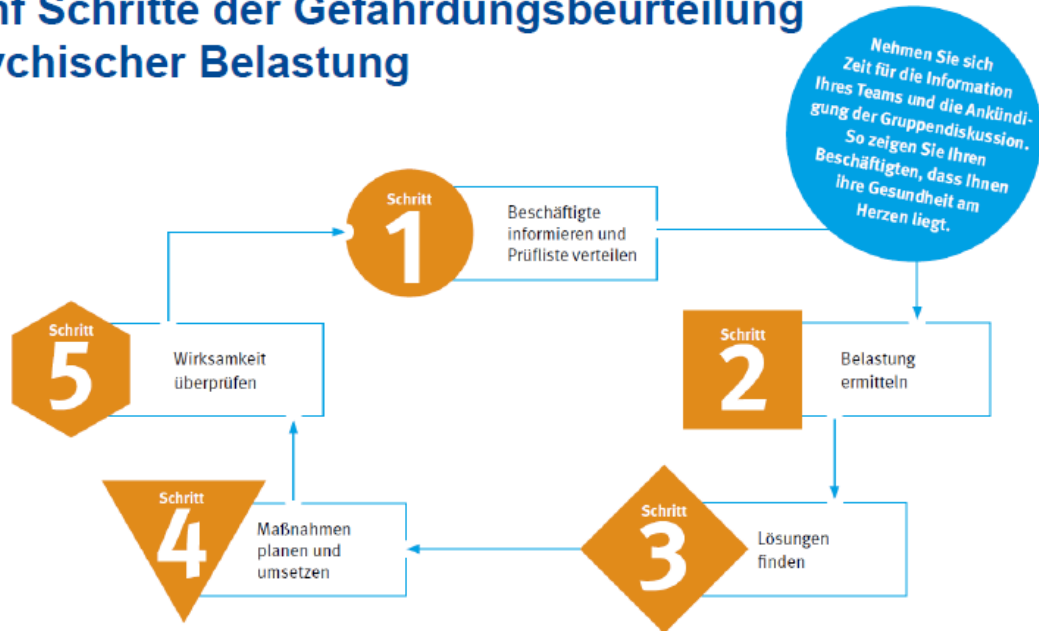 nf Schritte der Gefährdungsbeurteilung
ychischer Belastung
Nehmen Sie sich
Zeit für die Information
Ihres Teams und die Ankündi-
gung der Gruppendiskussion.
So zeigen Sie Ihren
Beschäftigten, dass Ihnen
ihre Gesundheit am
Herzen liegt.
Schritt
1
Beschäftigte
informieren und
Prüfliste verteilen
Schritt
2
Belastung
ermitteln
Schritt
3
Lösungen
finden
Schritt
4
Maßnahmen
planen und
umsetzen
Schritt
5
Wirksamkeit
überprüfen